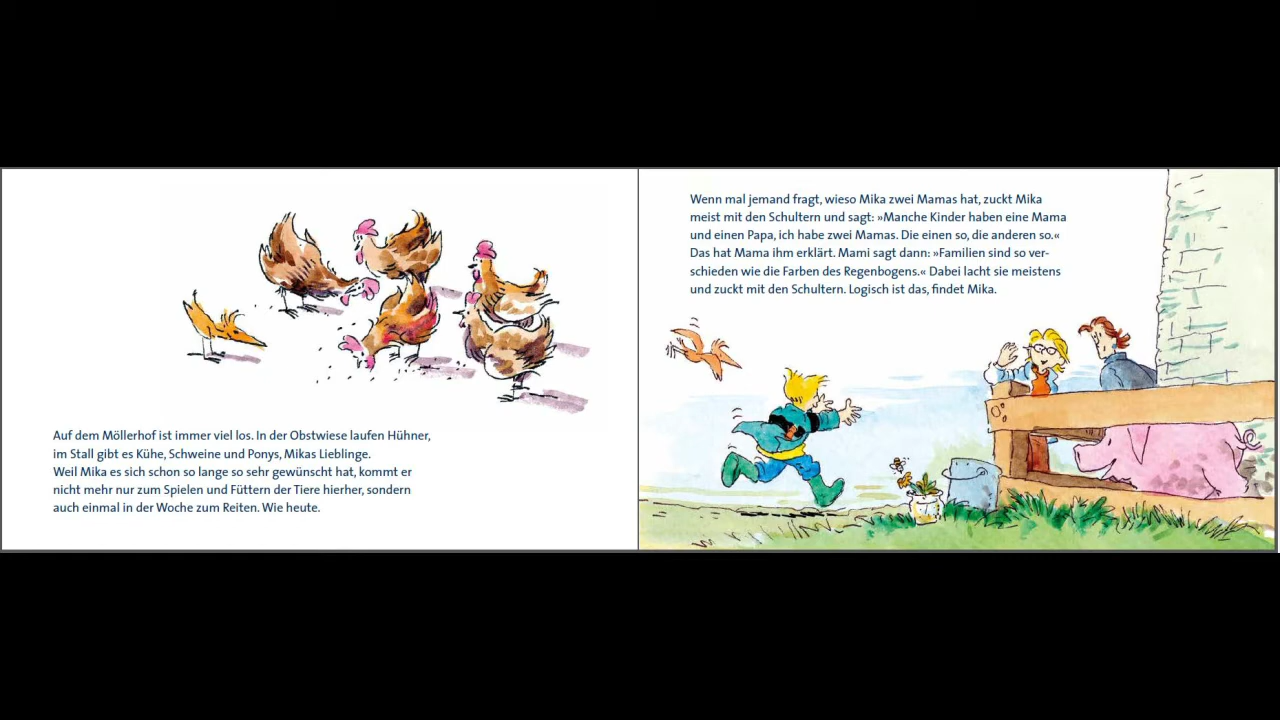 Auf dem Möllerhof ist immer viel los. In der Obstwiese laufen Hühner,
im Stall gibt es Kühe, Schweine und Ponys, Mikas Lieblinge.
Weil Mika es sich schon so lange so sehr gewünscht hat, kommt er
nicht mehr nur zum Spielen und Füttern der Tiere hierher, sondern
auch einmal in der Woche zum Reiten. Wie heute.
Wenn mal jemand fragt, wieso Mika zwei Mamas hat, zuckt Mika
meist mit den Schultern und sagt: »Manche Kinder haben eine Mama
und einen Papa, ich habe zwei Mamas. Die einen so, die anderen so.«
Das hat Mama ihm erklärt. Mami sagt dann: »Familien sind so ver-
schieden wie die Farben des Regenbogens.« Dabei lacht sie meistens
und zuckt mit den Schultern. Logisch ist das, findet Mika.